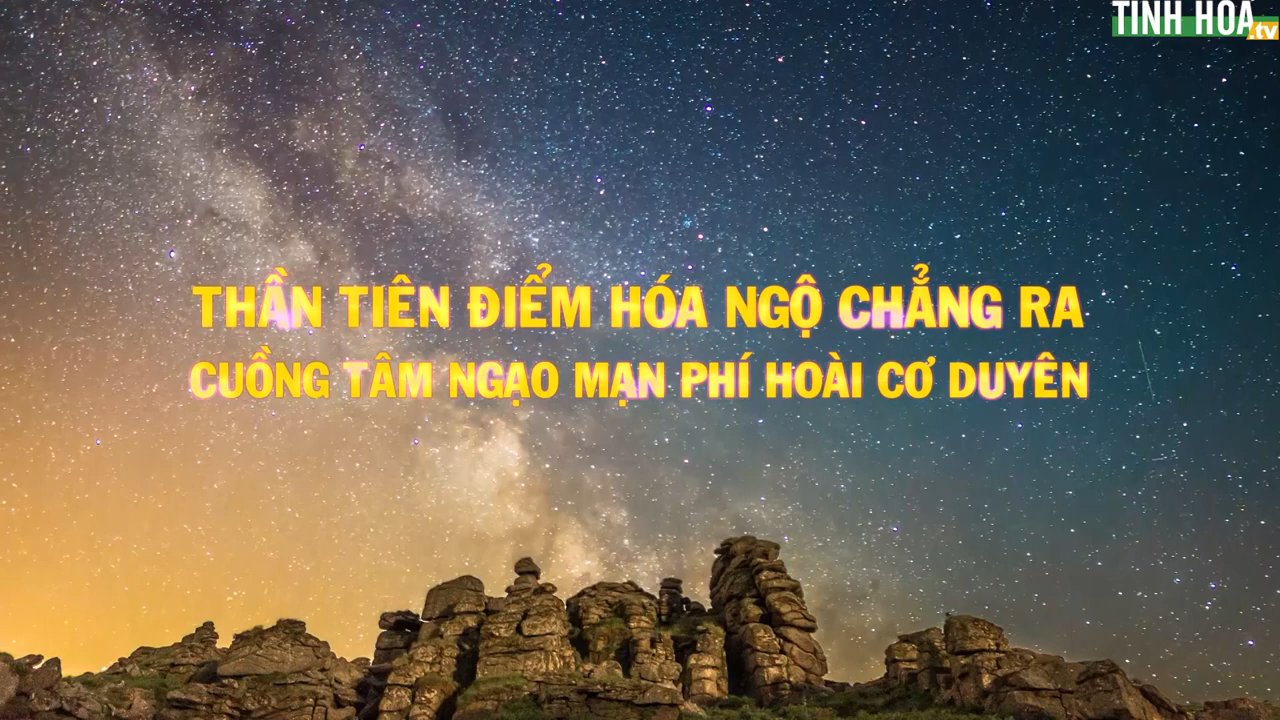 TINH HOA
.tv
THẦN TIÊN ĐIỂM HÓA NGỘ CHẲNG RA
CUỒNG TÂM NGẠO MẠN PHÍ HOÀI CƠ DUYÊN